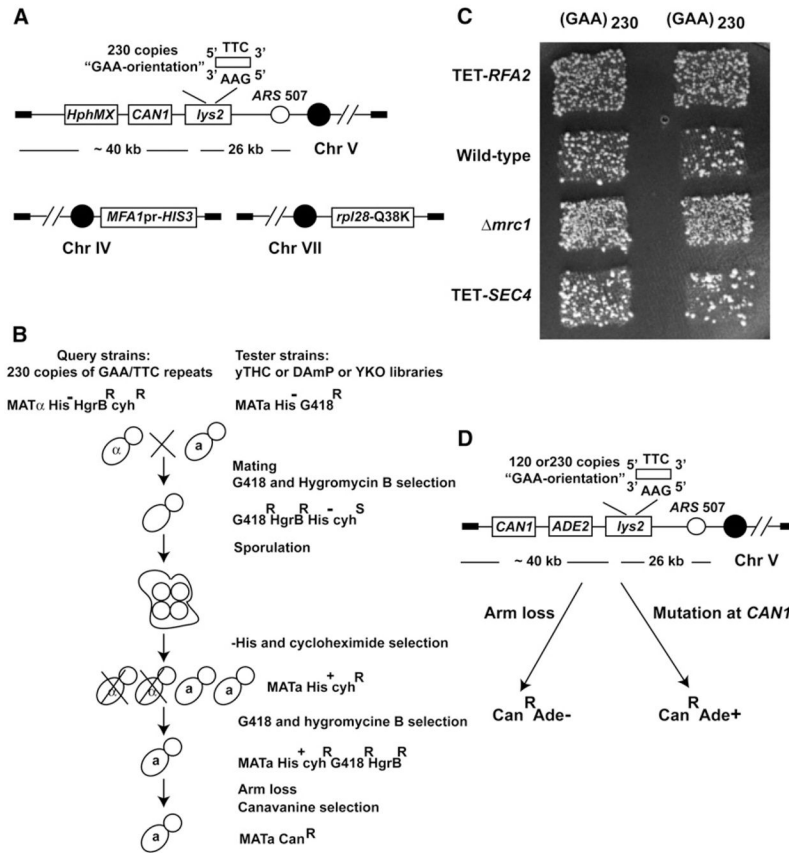 A
230 copies
"GAA-orientation"
5' TTC 3'
3' AAG 5'
ARS 507
HphMX
CAN1
lys2
~ 40 kb
26 kb
Chr V
MFA1pr-HIS3
rpl28-Q38K
Chr IV
Chr VII
B
Query strains:
230 copies of GAA/TTC repeats
MATα His- HgrBR cyhR
Tester strains:
yTHC or DAmP or YKO libraries
MATa His- G418R
α
a
Mating
G418 and Hygromycin B selection
G418R HgrBR His- cyhS
Sporulation
-His and cycloheximide selection
α
α
a
a
MATa His+ cyhR
G418 and hygromycine B selection
a
MATa His+ cyhR G418R HgrBR
Arm loss
Canavanine selection
a
MATa CanR
C
(GAA)230
(GAA)230
TET-RFA2
Wild-type
Δmrc1
TET-SEC4
D
120 or230 copies
"GAA-orientation"
5' TTC 3'
3' AAG 5'
ARS 507
CAN1
ADE2
lys2
~ 40 kb
26 kb
Chr V
Arm loss
Mutation at CAN1
CanR Ade-
CanR Ade+